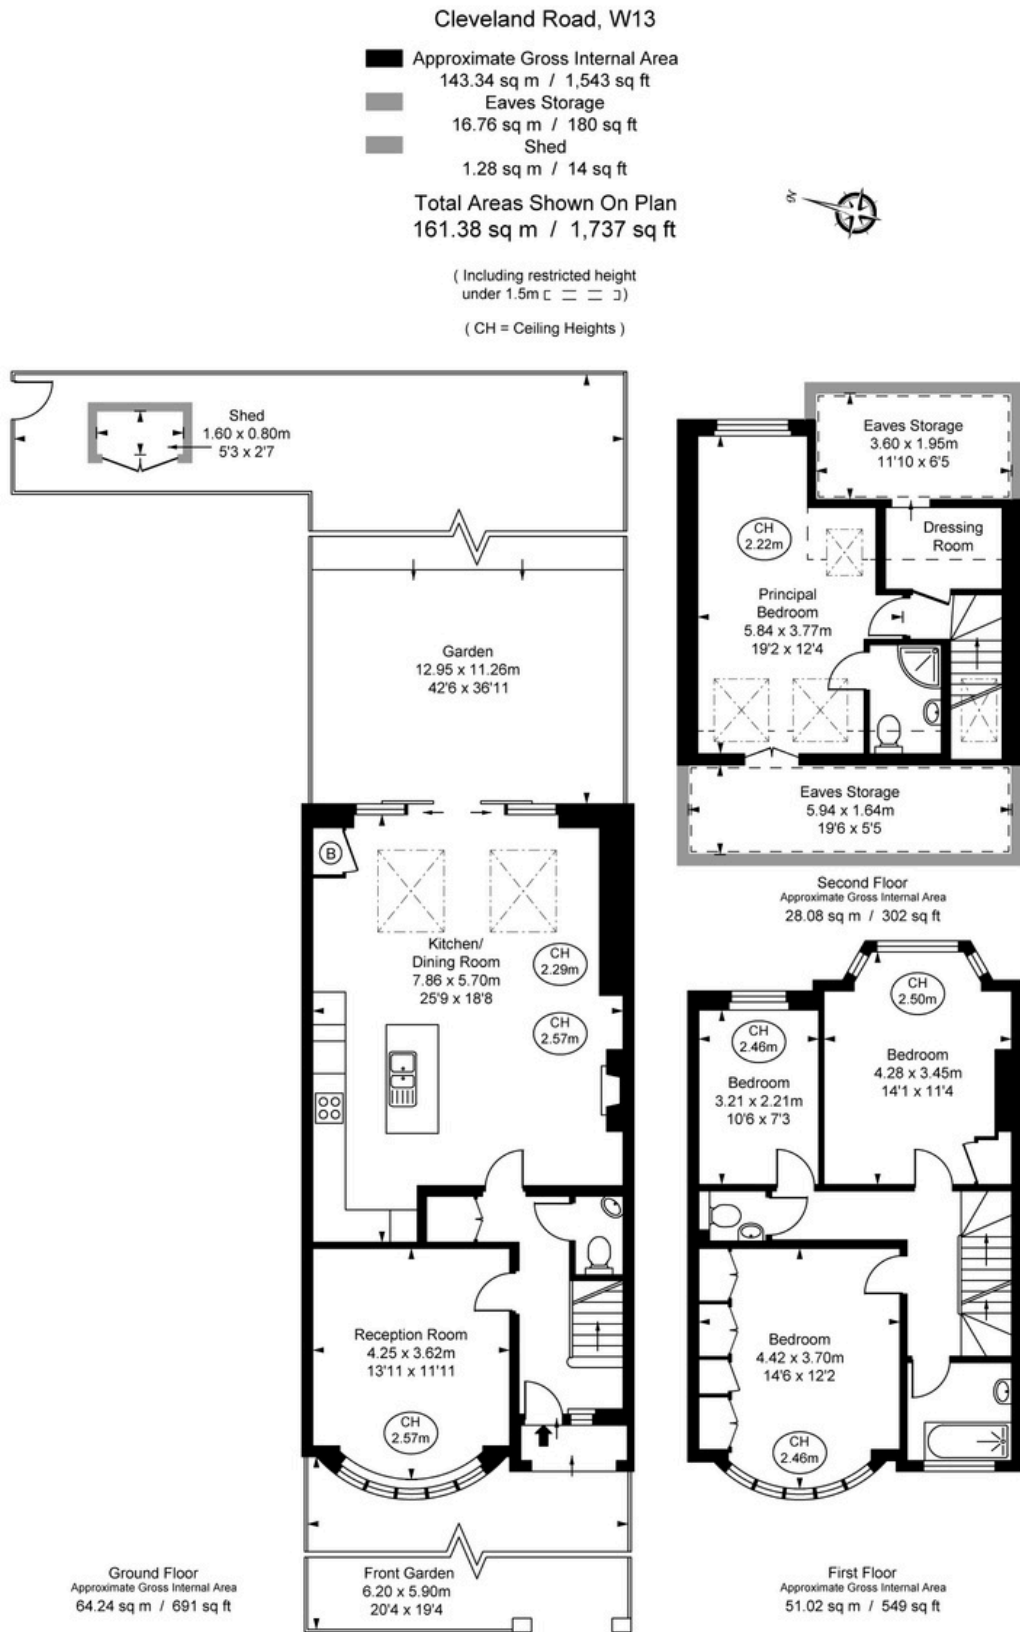 Cleveland Road, W13
Approximate Gross Internal Area
143.34 sq m / 1,543 sq ft
Eaves Storage
16.76 sq m / 180 sq ft
Shed
1.28 sq m / 14 sq ft
Total Areas Shown On Plan
161.38 sq m / 1,737 sq ft
( Including restricted height
under 1.5m )
( CH = Ceiling Heights )
Shed
1.60 x 0.80m
5'3 x 2'7
Garden
12.95 x 11.26m
42'6 x 36'11
B
Kitchen/
Dining Room
7.86 x 5.70m
25'9 x 18'8
CH
2.29m
CH
2.57m
Reception Room
4.25 x 3.62m
13'11 x 11'11
CH
2.57m
Front Garden
6.20 x 5.90m
20'4 x 19'4
Ground Floor
Approximate Gross Internal Area
64.24 sq m / 691 sq ft
Eaves Storage
3.60 x 1.95m
11'10 x 6'5
CH
2.22m
Dressing
Room
Principal
Bedroom
5.84 x 3.77m
19'2 x 12'4
Eaves Storage
5.94 x 1.64m
19'6 x 5'5
Second Floor
Approximate Gross Internal Area
28.08 sq m / 302 sq ft
CH
2.50m
CH
2.46m
Bedroom
4.28 x 3.45m
14'1 x 11'4
Bedroom
3.21 x 2.21m
10'6 x 7'3
Bedroom
4.42 x 3.70m
14'6 x 12'2
CH
2.46m
First Floor
Approximate Gross Internal Area
51.02 sq m / 549 sq ft